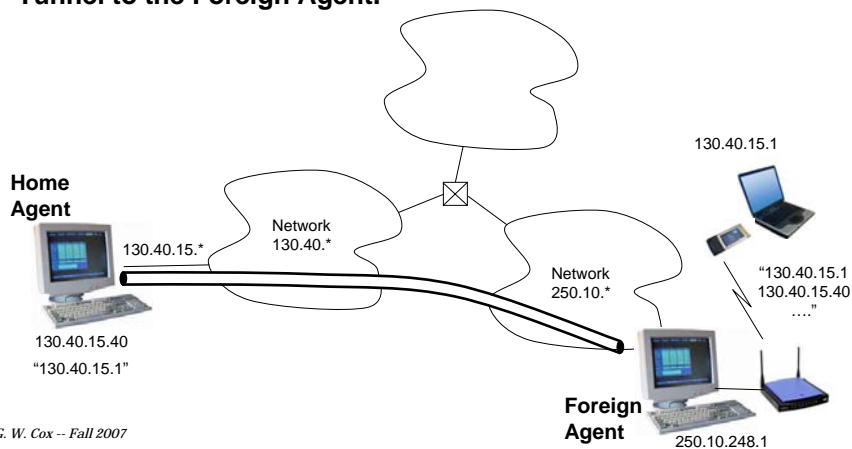 Tunnel to the Foreign Agent.
130.40.15.1
Home
Agent
130.40.15.*
Network
130.40.*
Network
250.10.*
“130.40.15.1
130.40.15.40
....”
130.40.15.40
“130.40.15.1”
Foreign
Agent
250.10.248.1
G. W. Cox -- Fall 2007